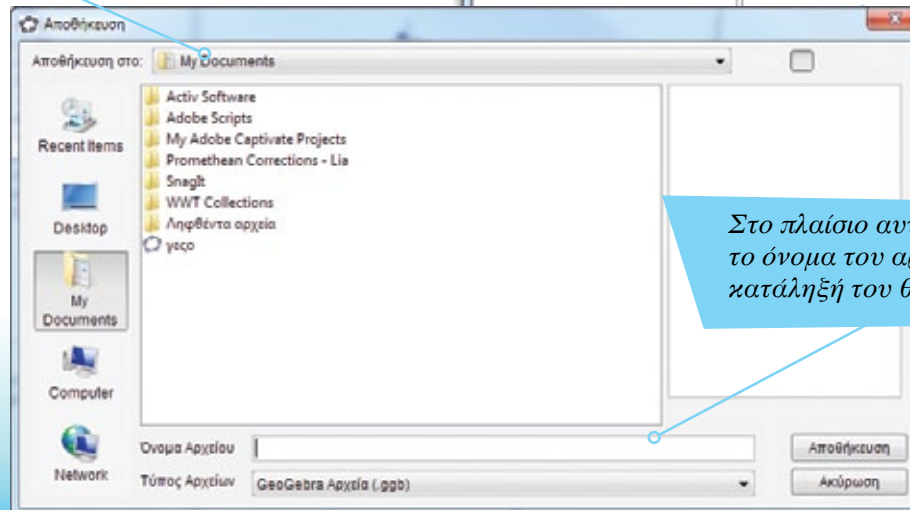 Αποθήκευση
Αποθήκευση στο: My Documents
Recent Items
Desktop
My
Documents
Computer
Network
Activ Software
Adobe Scripts
My Adobe Captivate Projects
Promethean Corrections - Lia
SnagIt
WWT Collections
Ληφθέντα αρχεία
Στο πλαίσιο
το όνομα του
κατάληξή του
Όνομα Αρχείου
Αποθήκευση
Τύπος Αρχείων GeoGebra Αρχεία (.ggb)
Ακύρωση